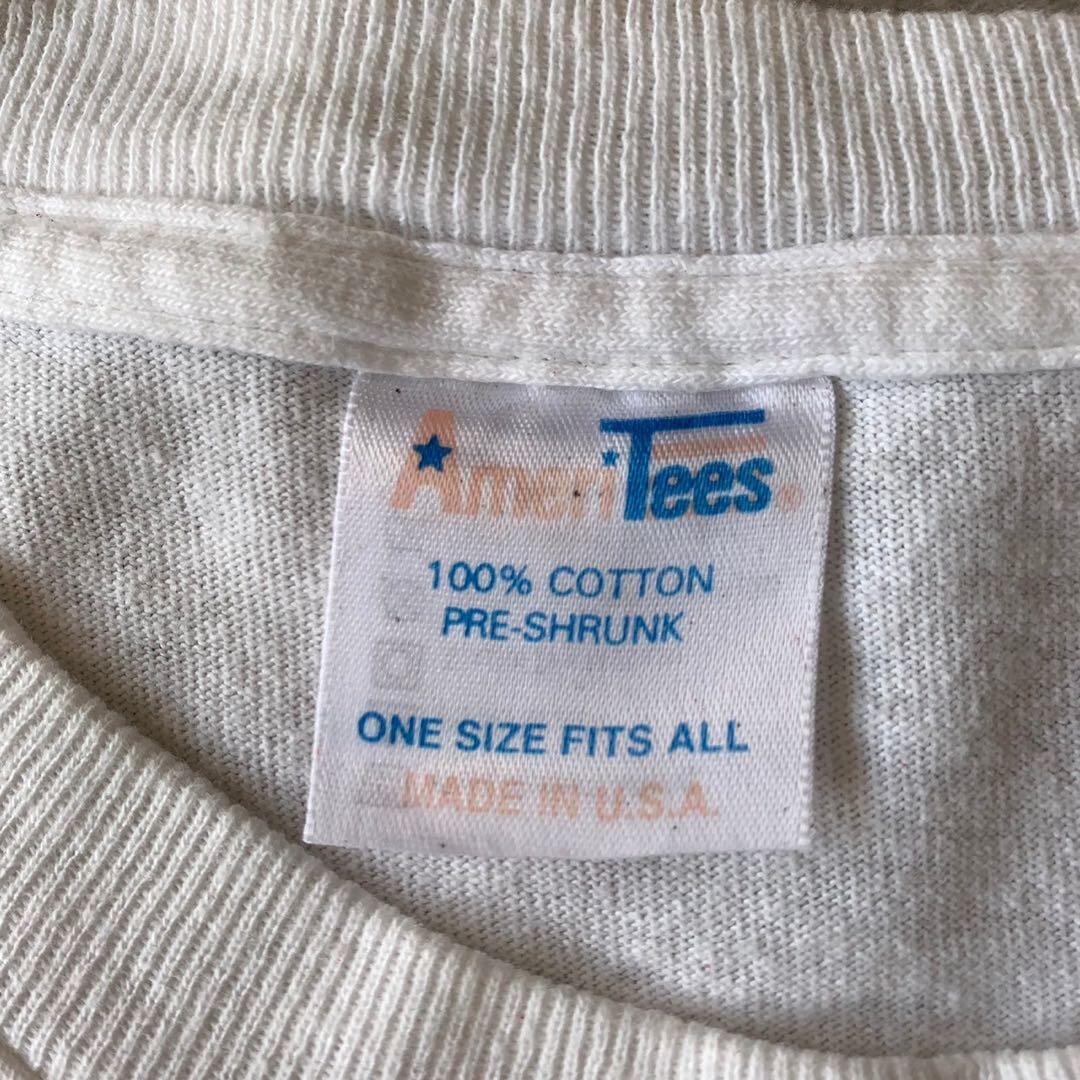 AmeriTees®
100% COTTON
PRE-SHRUNK
ONE SIZE FITS ALL
MADE IN U.S.A.